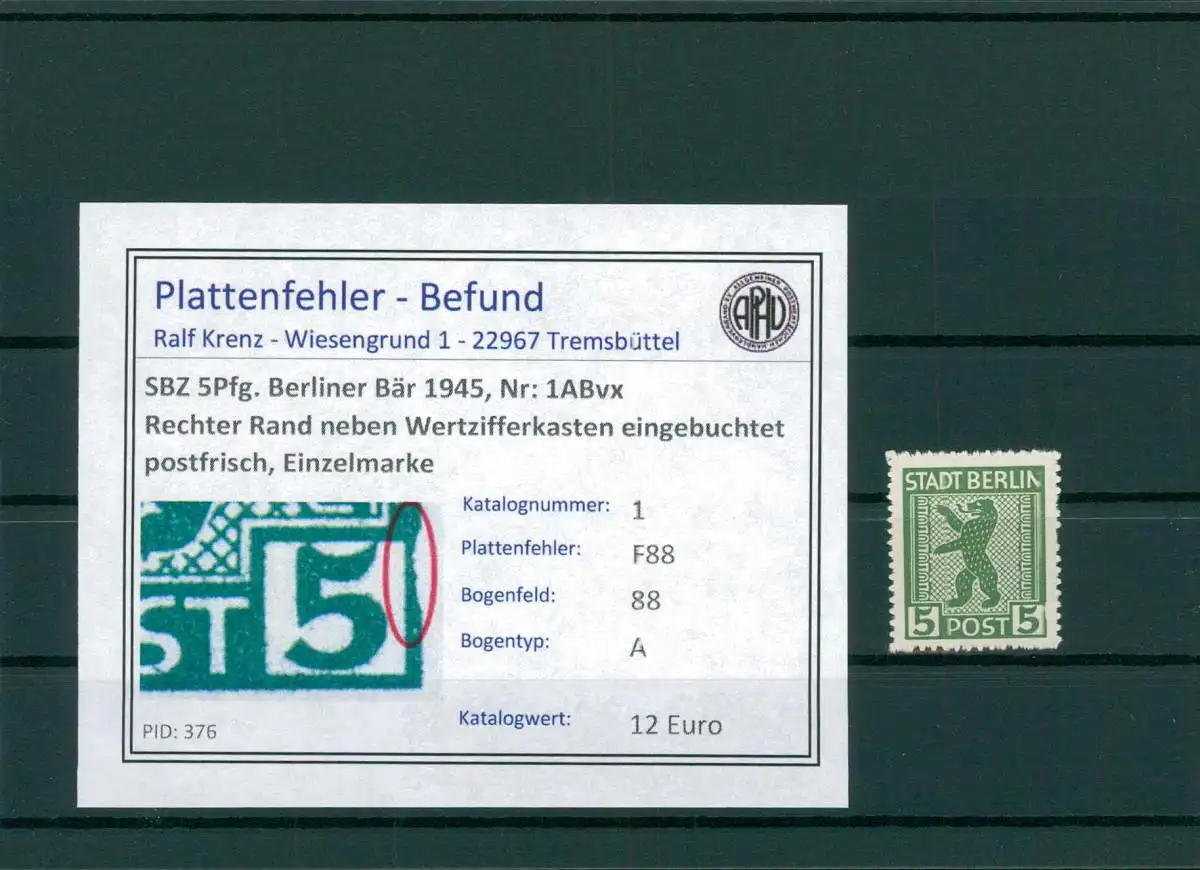 Plattenfehler - Befund
Ralf Krenz - Wiesengrund 1 - 22967 Tremsbüttel
APHV
SBZ 5Pfg. Berliner Bär 1945, Nr: 1ABvx
Rechter Rand neben Wertzifferkasten eingebuchtet
postfrisch, Einzelmarke
Katalognummer: 1
Plattenfehler: F88
Bogenfeld: 88
Bogentyp: A
Katalogwert: 12 Euro
PID: 376
ST 5
STADT BERLIN
5 POST 5